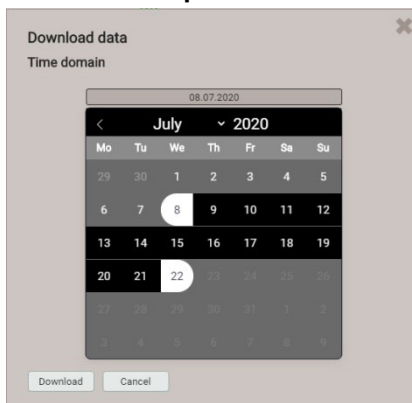 Download data
Time domain
08.07.2020
July 2020
Mo Tu We Th Fr Sa Su
29 30 1 2 3 4 5
6 7 8 9 10 11 12
13 14 15 16 17 18 19
20 21 22 23 24 25 26
27 28 29 30 31 1 2
3 4 5 6 7 8 9
Download Cancel